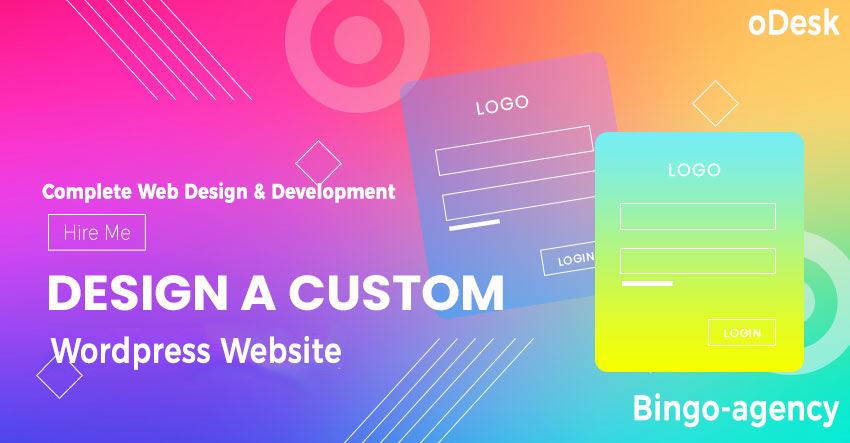 oDesk
LOGO
LOGO
Complete Web Design & Development
Hire Me
LOGIN
DESIGN A CUSTOM
LOGIN
Wordpress Website
Bingo-agency